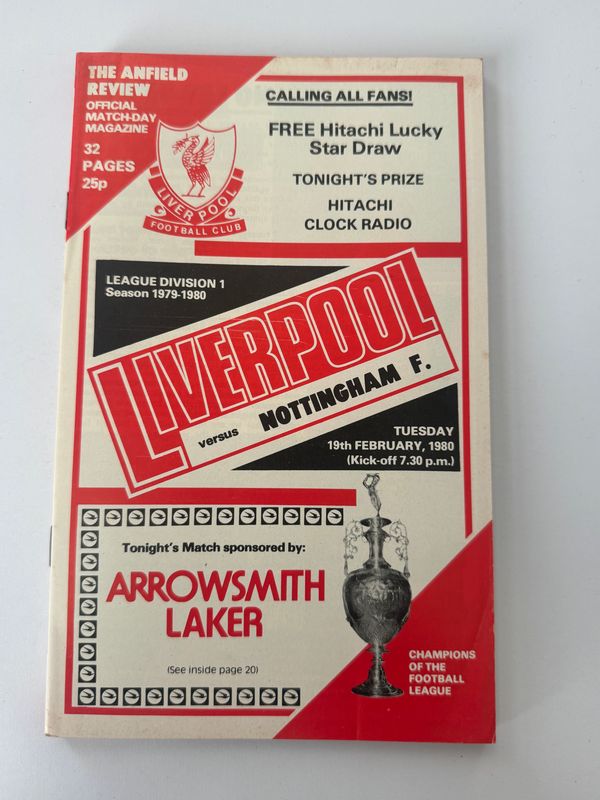 THE ANFIELD
REVIEW
OFFICIAL
MATCH-DAY
MAGAZINE
32
PAGES
25p
LIVERPOOL
FOOTBALL CLUB
CALLING ALL FANS!
FREE Hitachi Lucky
Star Draw
TONIGHT'S PRIZE
HITACHI
CLOCK RADIO
LEAGUE DIVISION 1
Season 1979-1980
LIVERPOOL
versus NOTTINGHAM F.
TUESDAY
19th FEBRUARY, 1980
(Kick-off 7.30 p.m.)
Tonight's Match sponsored by:
ARROWSMITH
LAKER
(See inside page 20)
CHAMPIONS
OF THE
FOOTBALL
LEAGUE